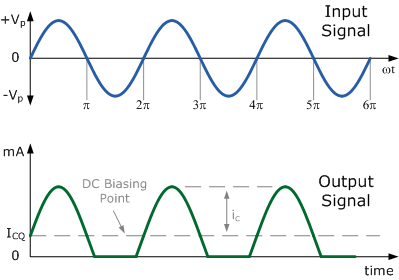 +Vp
Input
Signal
0
-Vp
π
2π
3π
4π
5π
6π
ωt
mA
DC Biasing
Point
ic
Output
Signal
ICQ
0
time